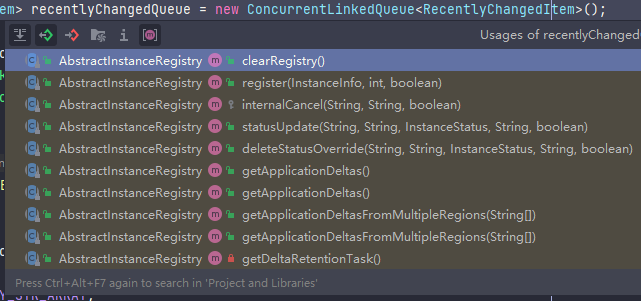 em> recentlyChangedQueue = new ConcurrentLinkedQueue<RecentlyChangedItem>();
Usages of recentlyChanged
AbstractInstanceRegistry m clearRegistry()
AbstractInstanceRegistry m register(InstanceInfo, int, boolean)
AbstractInstanceRegistry m internalCancel(String, String, boolean)
AbstractInstanceRegistry m statusUpdate(String, String, InstanceStatus, String, boolean)
AbstractInstanceRegistry m deleteStatusOverride(String, String, InstanceStatus, String, boolean)
AbstractInstanceRegistry m getApplicationDeltas()
AbstractInstanceRegistry m getApplicationDeltas()
AbstractInstanceRegistry m getApplicationDeltasFromMultipleRegions(String[])
AbstractInstanceRegistry m getApplicationDeltasFromMultipleRegions(String[])
AbstractInstanceRegistry m getDeltaRetentionTask()
Press Ctrl+Alt+F7 again to search in 'Project and Libraries'